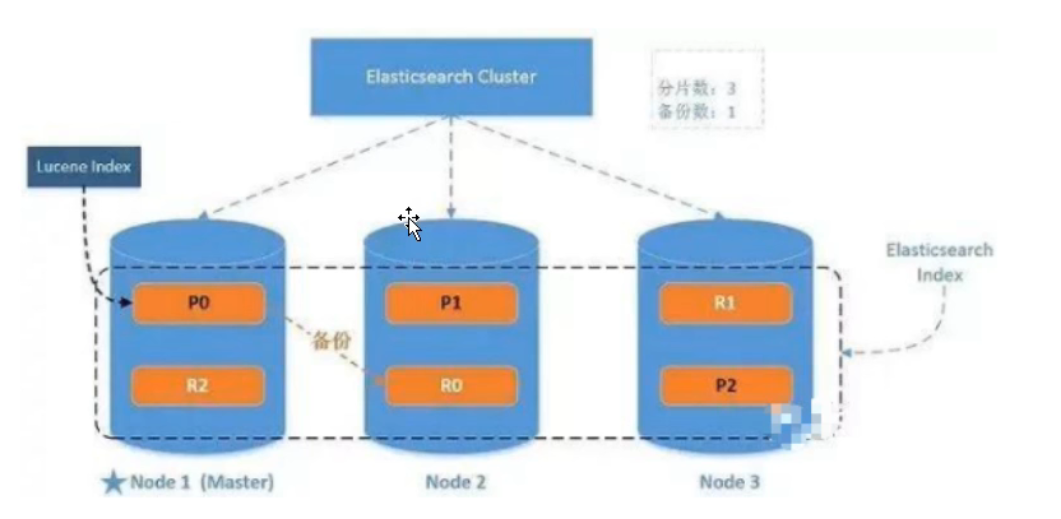 Elasticsearch Cluster
分片数：3
备份数：1
Lucene Index
Elasticsearch
Index
P0
P1
R1
备份
R2
R0
P2
Node 1 (Master)
Node 2
Node 3